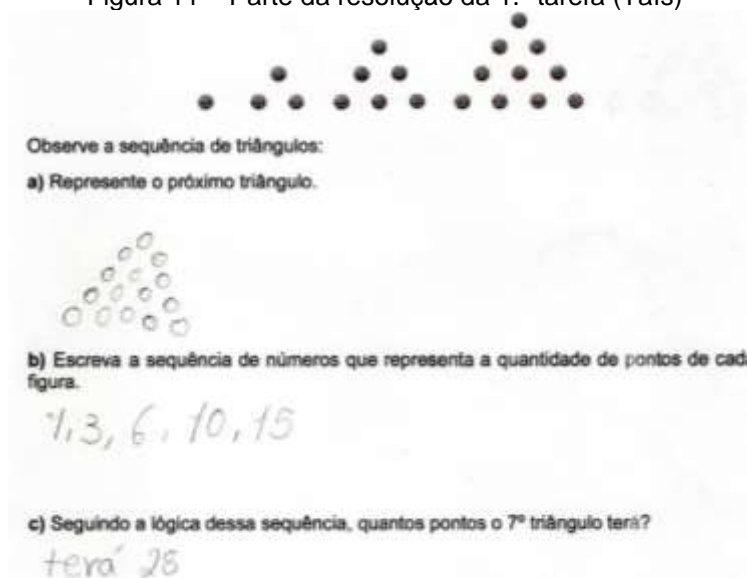 Figura 11 – Parte da resolução da 1.ª tarefa (Taís)
Observe a sequência de triângulos:
a) Represente o próximo triângulo.
b) Escreva a sequência de números que representa a quantidade de pontos de cada
figura.
1, 3, 6, 10, 15
c) Seguindo a lógica dessa sequência, quantos pontos o 7º triângulo terá?
terá 28